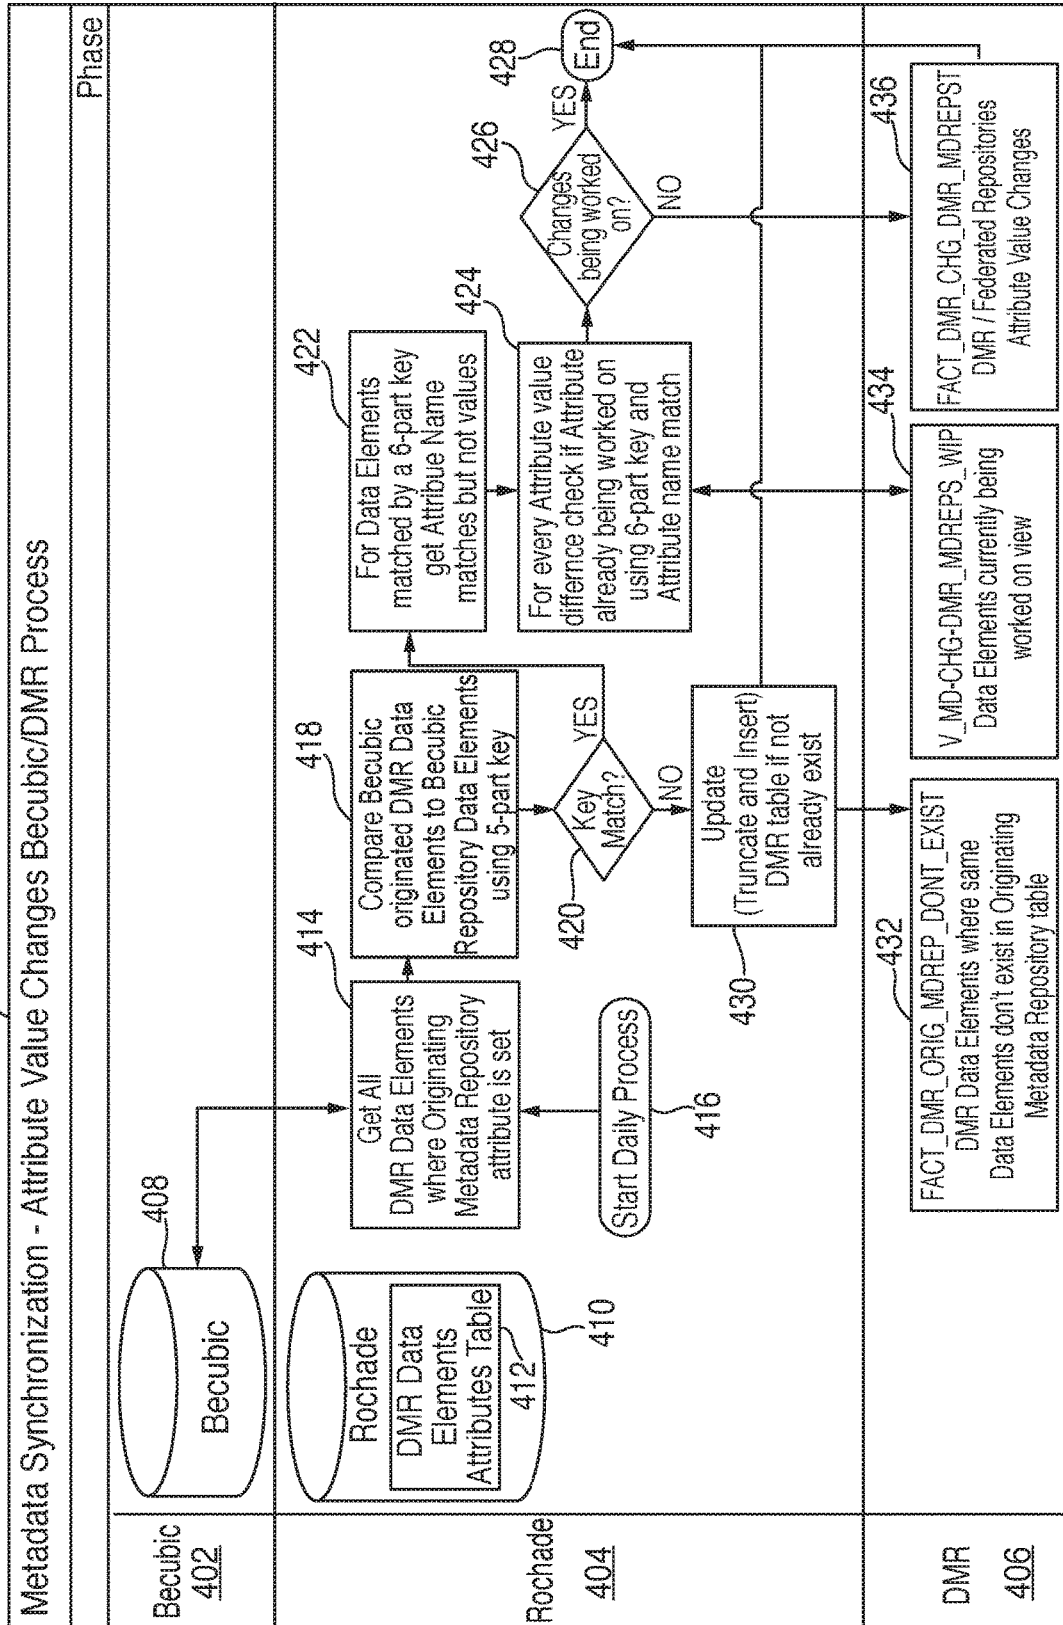 Metadata Synchronization - Attribute Value Changes Becubic/DMR Process
Phase
Becubic
402
Becubic
408
Rochade
404
Rochade
DMR Data
Elements
Attributes Table
412
410
Get All
DMR Data Elements
where Originating
Metadata Repository
attribute is set
414
Start Daily Process
416
Compare Becubic
originated DMR Data
Elements to Becubic
Repository Data Elements
using 5-part key
418
Key
Match?
420
YES
NO
Update
(Truncate and Insert)
DMR table if not
already exist
430
For Data Elements
matched by a 6-part key
get Attribue Name
matches but not values
422
For every Attribute value
differnce check if Attribute
already being worked on
using 6-part key and
Attribute name match
424
Changes
being worked
on?
426
YES
NO
End
428
DMR
406
FACT_DMR_ORIG_MDREP_DONT_EXIST
DMR Data Elements where same
Data Elements don't exist in Originating
Metadata Repository table
432
V_MD-CHG-DMR_MDREPS_WIP
Data Elements currently being
worked on view
434
FACT_DMR_CHG_DMR_MDREPST
DMR / Federated Repositories
Attribute Value Changes
436